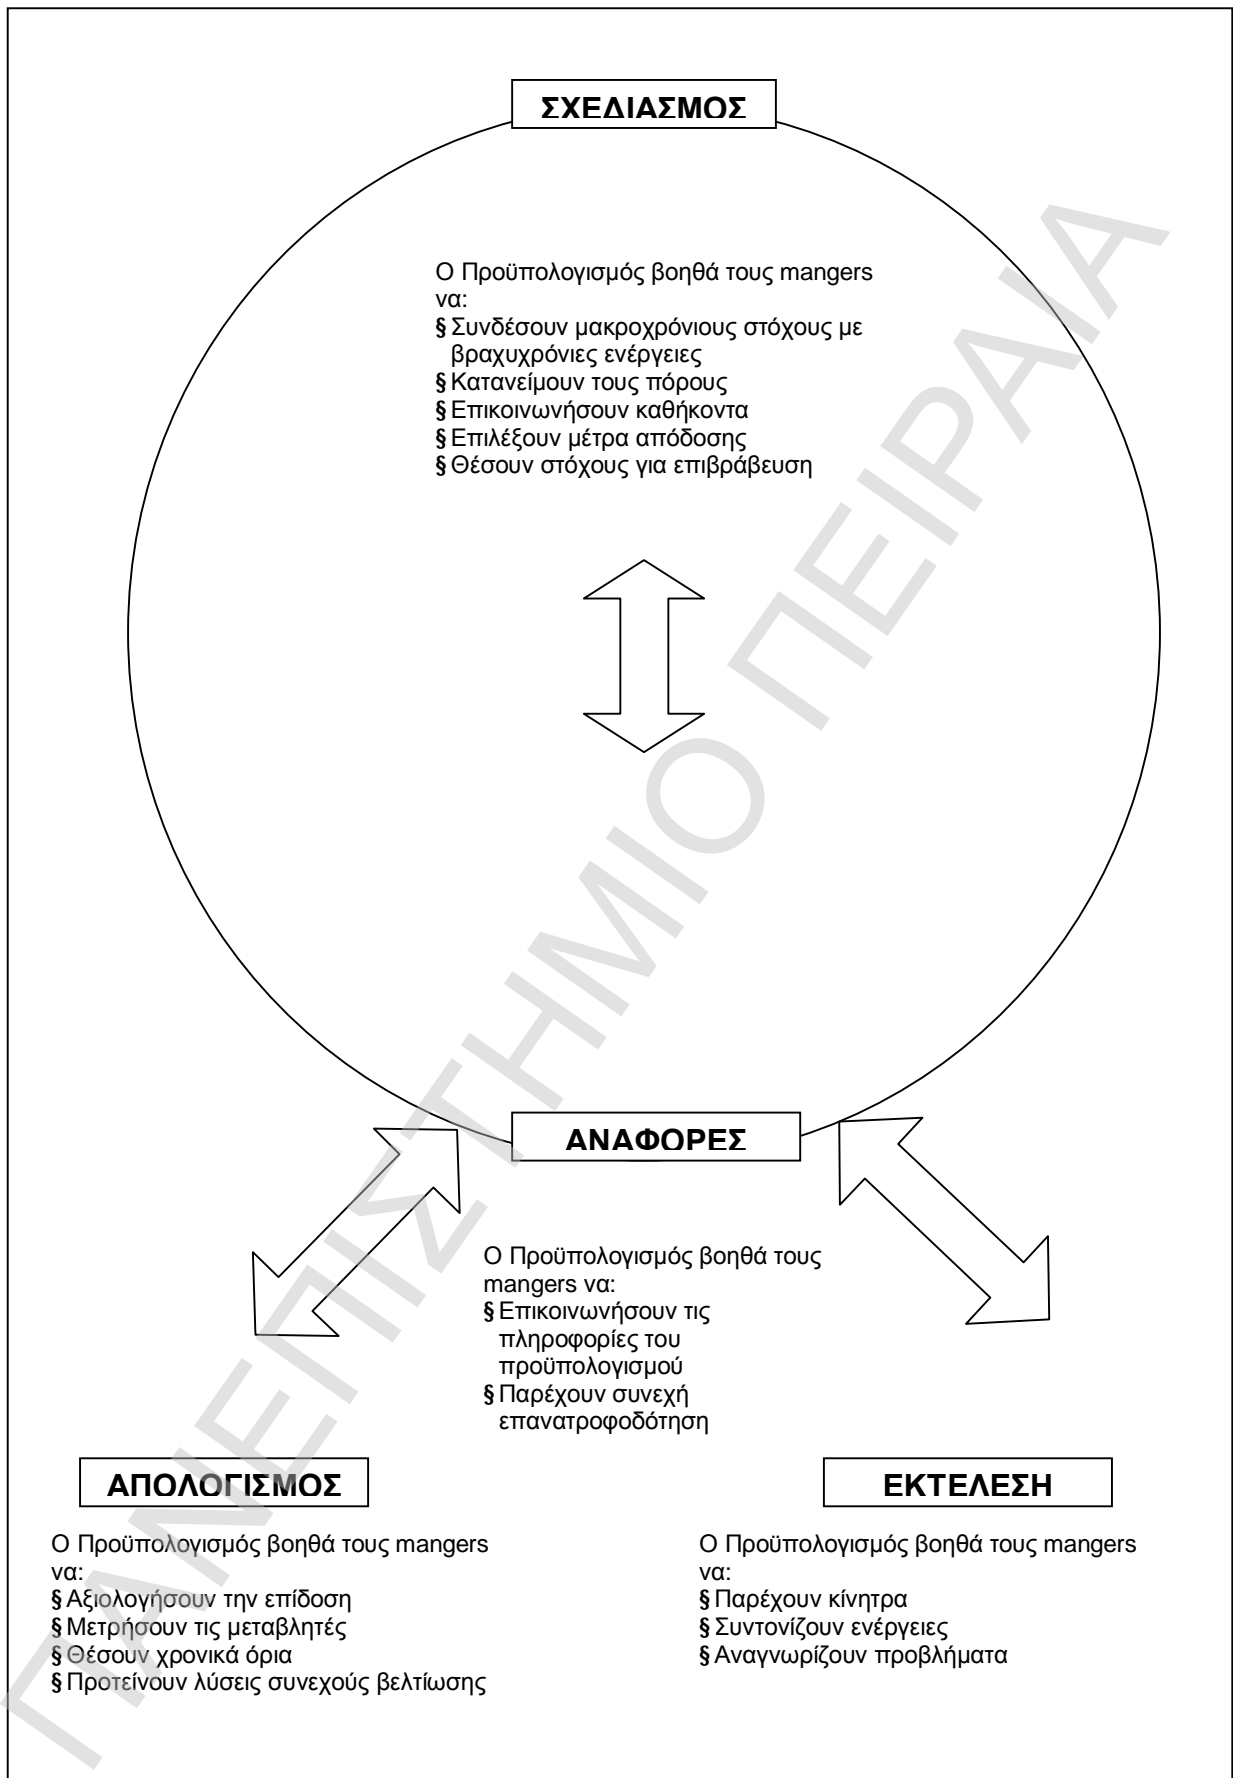 ΣΧΕΔΙΑΣΜΟΣ
Ο Προϋπολογισμός βοηθά τους mangers
να:
§ Συνδέσουν μακροχρόνιους στόχους με
βραχυχρόνιες ενέργειες
§ Κατανείμουν τους πόρους
§ Επικοινωνήσουν καθήκοντα
§ Επιλέξουν μέτρα απόδοσης
§ Θέσουν στόχους για επιβράβευση
ΑΝΑΦΟΡΕΣ
Ο Προϋπολογισμός βοηθά τους
mangers να:
§ Επικοινωνήσουν τις
πληροφορίες του
προϋπολογισμού
§ Παρέχουν συνεχή
επανατροφοδότηση
ΑΠΟΛΟΓΙΣΜΟΣ
Ο Προϋπολογισμός βοηθά τους mangers
να:
§ Αξιολογήσουν την επίδοση
§ Μετρήσουν τις μεταβλητές
§ Θέσουν χρονικά όρια
§ Προτείνουν λύσεις συνεχούς βελτίωσης
ΕΚΤΕΛΕΣΗ
Ο Προϋπολογισμός βοηθά τους mangers
να:
§ Παρέχουν κίνητρα
§ Συντονίζουν ενέργειες
§ Αναγνωρίζουν προβλήματα
ΠΑΝΕΠΙΣΤΗΜΙΟ ΠΕΙΡΑΙΑ